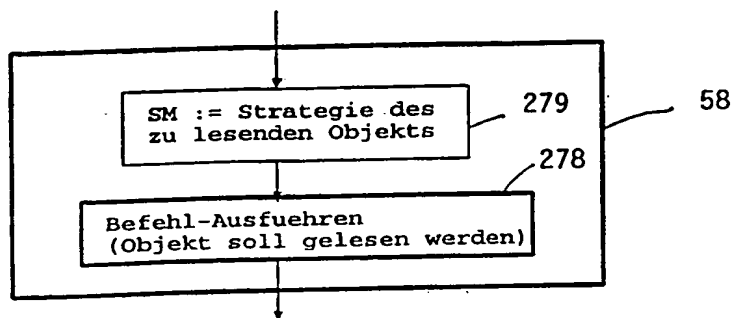 SM := Strategie des
zu lesenden Objekts
279
58
278
Befehl-Ausfuehren
(Objekt soll gelesen werden)